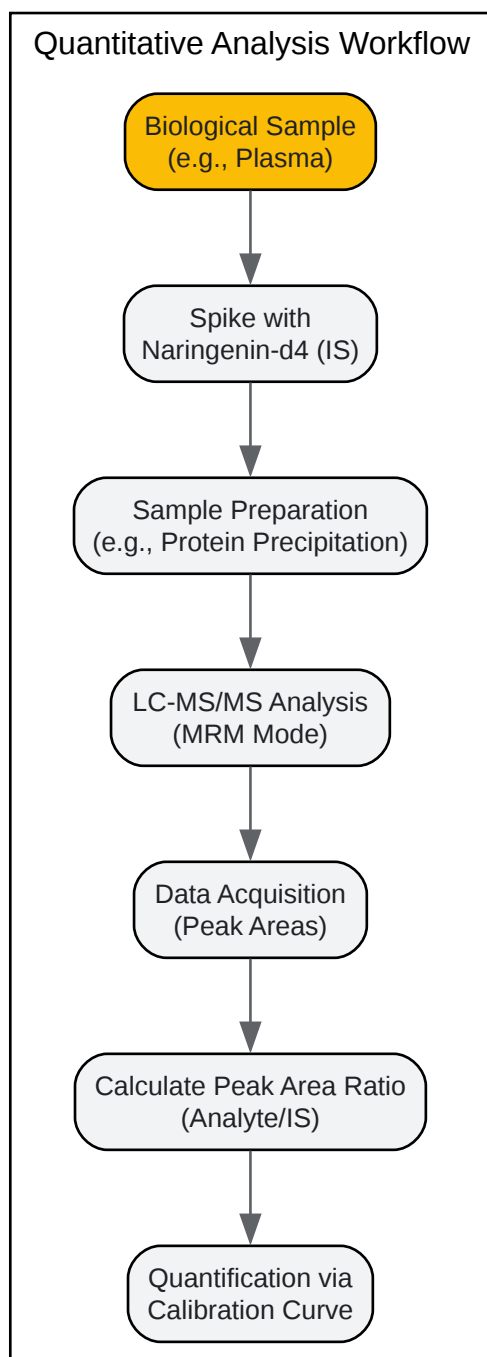 Quantitative Analysis Workflow
Biological Sample
(e.g., Plasma)
Spike with
Naringenin-d4 (IS)
Sample Preparation
(e.g., Protein Precipitation)
LC-MS/MS Analysis
(MRM Mode)
Data Acquisition
(Peak Areas)
Calculate Peak Area Ratio
(Analyte/IS)
Quantification via
Calibration Curve